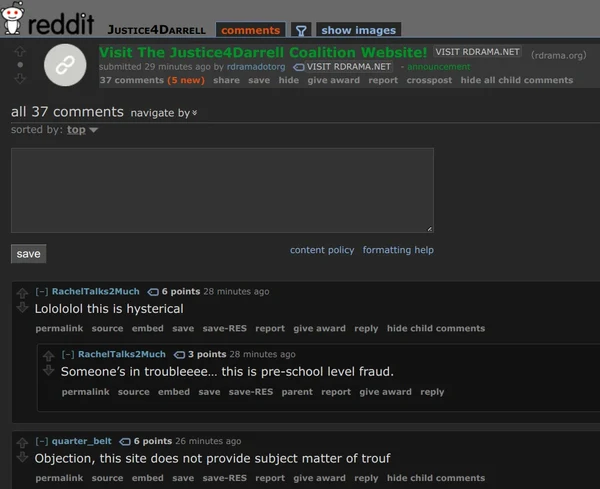 reddit JUSTICE4DARRELL comments show images
Visit The Justice4Darrell Coalition Website! VISIT RDRAMA.NET (rdrama.org)
submitted 29 minutes ago by rdramadotorg VISIT RDRAMA.NET - announcement
37 comments (5 new) share save hide give award report crosspost hide all child comments
all 37 comments navigate by
sorted by: top
save content policy formatting help
[–] RachelTalks2Much 6 points 28 minutes ago
Lolololol this is hysterical
permalink source embed save save-RES report give award reply hide child comments
[–] RachelTalks2Much 3 points 28 minutes ago
Someone’s in troubleeee… this is pre-school level fraud.
permalink source embed save save-RES parent report give award reply
[–] quarter_belt 6 points 26 minutes ago
Objection, this site does not provide subject matter of trouf
permalink source embed save save-RES report give award reply hide child comments